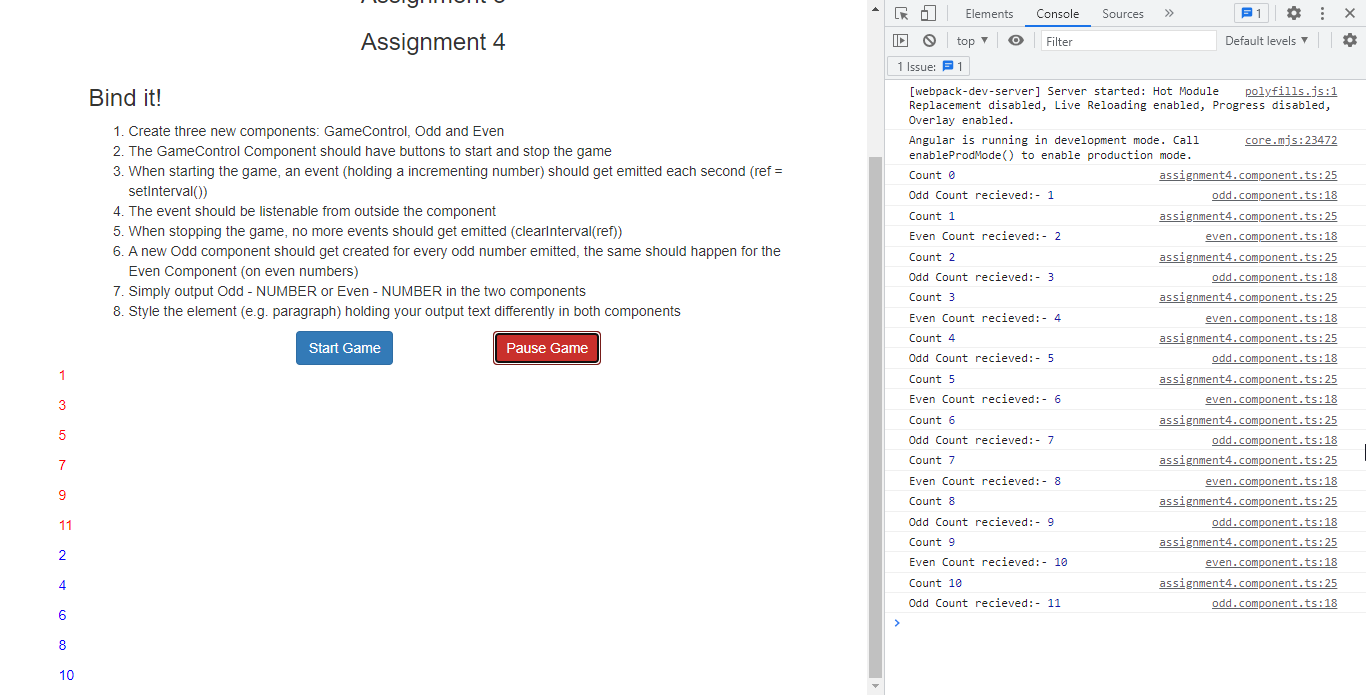 Assignment 3
Assignment 4
Bind it!
1. Create three new components: GameControl, Odd and Even
2. The GameControl Component should have buttons to start and stop the game
3. When starting the game, an event (holding a incrementing number) should get emitted each second (ref =
setInterval())
4. The event should be listenable from outside the component
5. When stopping the game, no more events should get emitted (clearInterval(ref))
6. A new Odd component should get created for every odd number emitted, the same should happen for the
Even Component (on even numbers)
7. Simply output Odd - NUMBER or Even - NUMBER in the two components
8. Style the element (e.g. paragraph) holding your output text differently in both components
Start Game Pause Game
1
3
5
7
9
11
2
4
6
8
10
Elements Console Sources » 1
top Filter Default levels
1 Issue: 1
[webpack-dev-server] Server started: Hot Module polyfills.js:1
Replacement disabled, Live Reloading enabled, Progress disabled,
Overlay enabled.
Angular is running in development mode. Call core.mjs:23472
enableProdMode() to enable production mode.
Count 0 assignment4.component.ts:25
Odd Count recieved:- 1 odd.component.ts:18
Count 1 assignment4.component.ts:25
Even Count recieved:- 2 even.component.ts:18
Count 2 assignment4.component.ts:25
Odd Count recieved:- 3 odd.component.ts:18
Count 3 assignment4.component.ts:25
Even Count recieved:- 4 even.component.ts:18
Count 4 assignment4.component.ts:25
Odd Count recieved:- 5 odd.component.ts:18
Count 5 assignment4.component.ts:25
Even Count recieved:- 6 even.component.ts:18
Count 6 assignment4.component.ts:25
Odd Count recieved:- 7 odd.component.ts:18
Count 7 assignment4.component.ts:25
Even Count recieved:- 8 even.component.ts:18
Count 8 assignment4.component.ts:25
Odd Count recieved:- 9 odd.component.ts:18
Count 9 assignment4.component.ts:25
Even Count recieved:- 10 even.component.ts:18
Count 10 assignment4.component.ts:25
Odd Count recieved:- 11 odd.component.ts:18